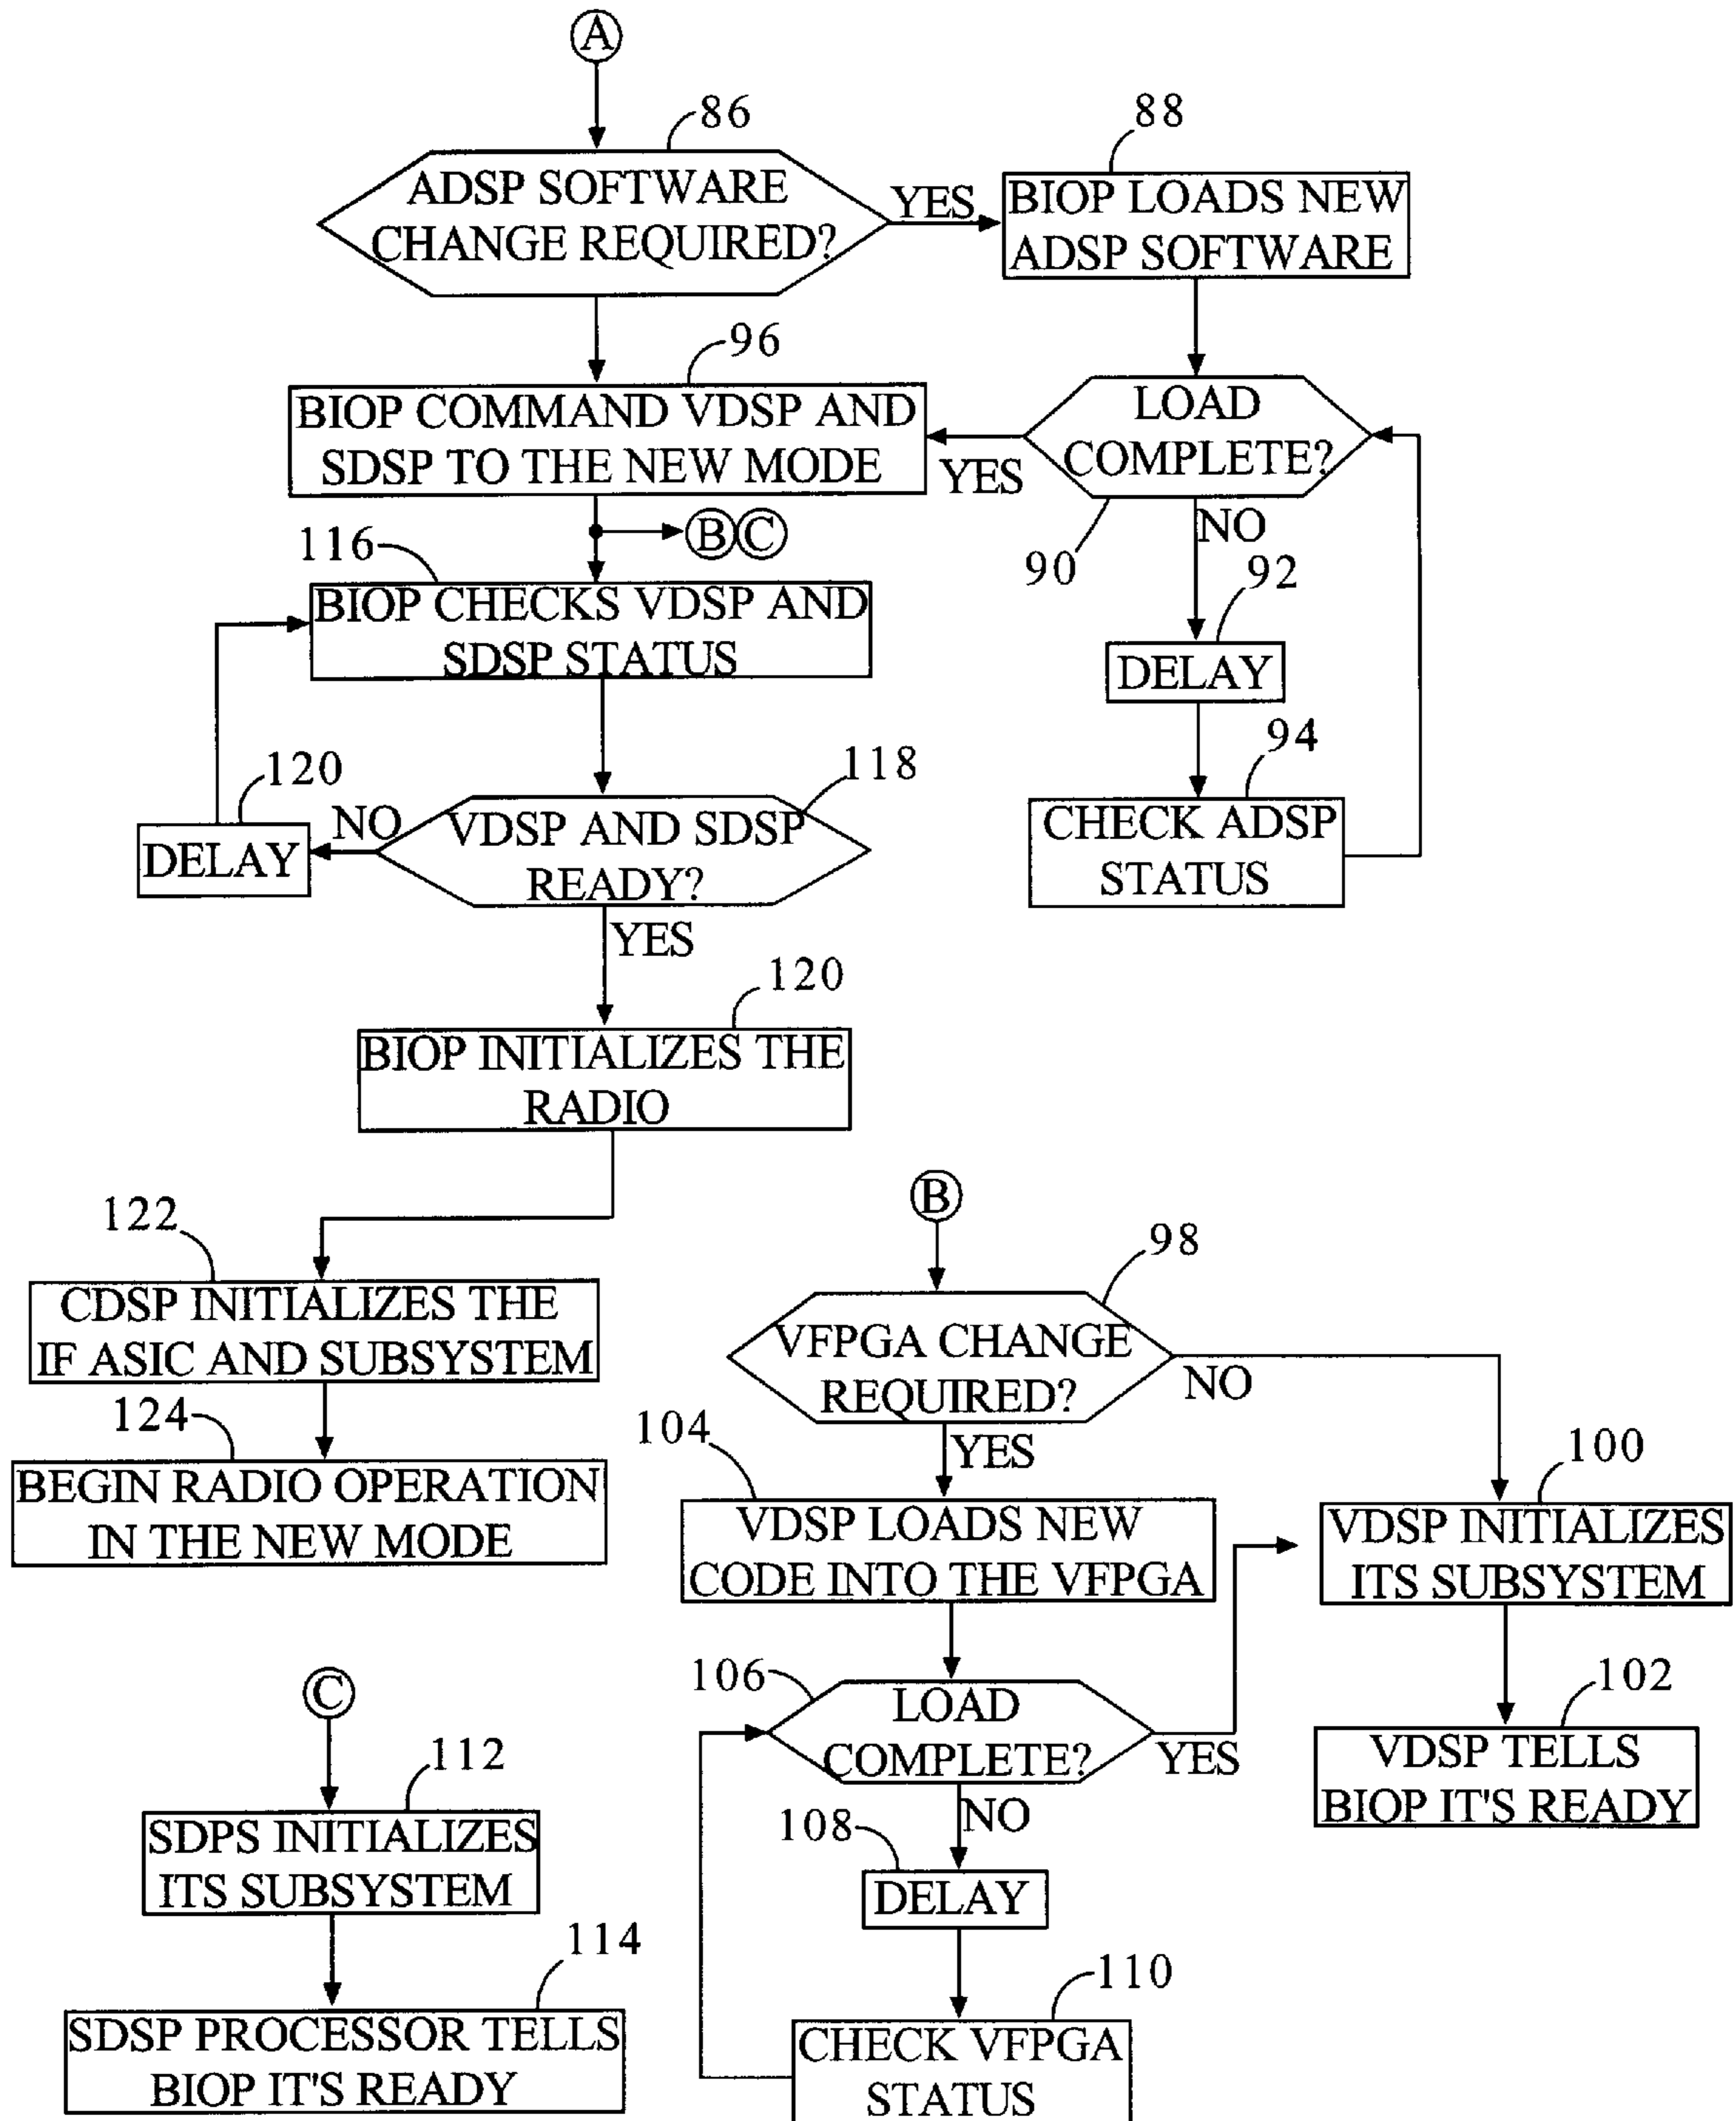 A
86
88
ADSP SOFTWARE
CHANGE REQUIRED?
YES
BIOP LOADS NEW
ADSP SOFTWARE
96
BIOP COMMAND VDSP AND
SDSP TO THE NEW MODE
YES
LOAD
COMPLETE?
90
NO
B C
116
92
BIOP CHECKS VDSP AND
SDSP STATUS
DELAY
94
CHECK ADSP
STATUS
120
DELAY
NO
118
VDSP AND SDSP
READY?
YES
120
BIOP INITIALIZES THE
RADIO
122
CDSP INITIALIZES THE
IF ASIC AND SUBSYSTEM
124
BEGIN RADIO OPERATION
IN THE NEW MODE
B
98
VFPGA CHANGE
REQUIRED?
NO
YES
104
100
VDSP LOADS NEW
CODE INTO THE VFPGA
VDSP INITIALIZES
ITS SUBSYSTEM
106
LOAD
COMPLETE?
YES
102
VDSP TELLS
BIOP IT'S READY
NO
108
DELAY
110
CHECK VFPGA
STATUS
C
112
SDPS INITIALIZES
ITS SUBSYSTEM
114
SDSP PROCESSOR TELLS
BIOP IT'S READY